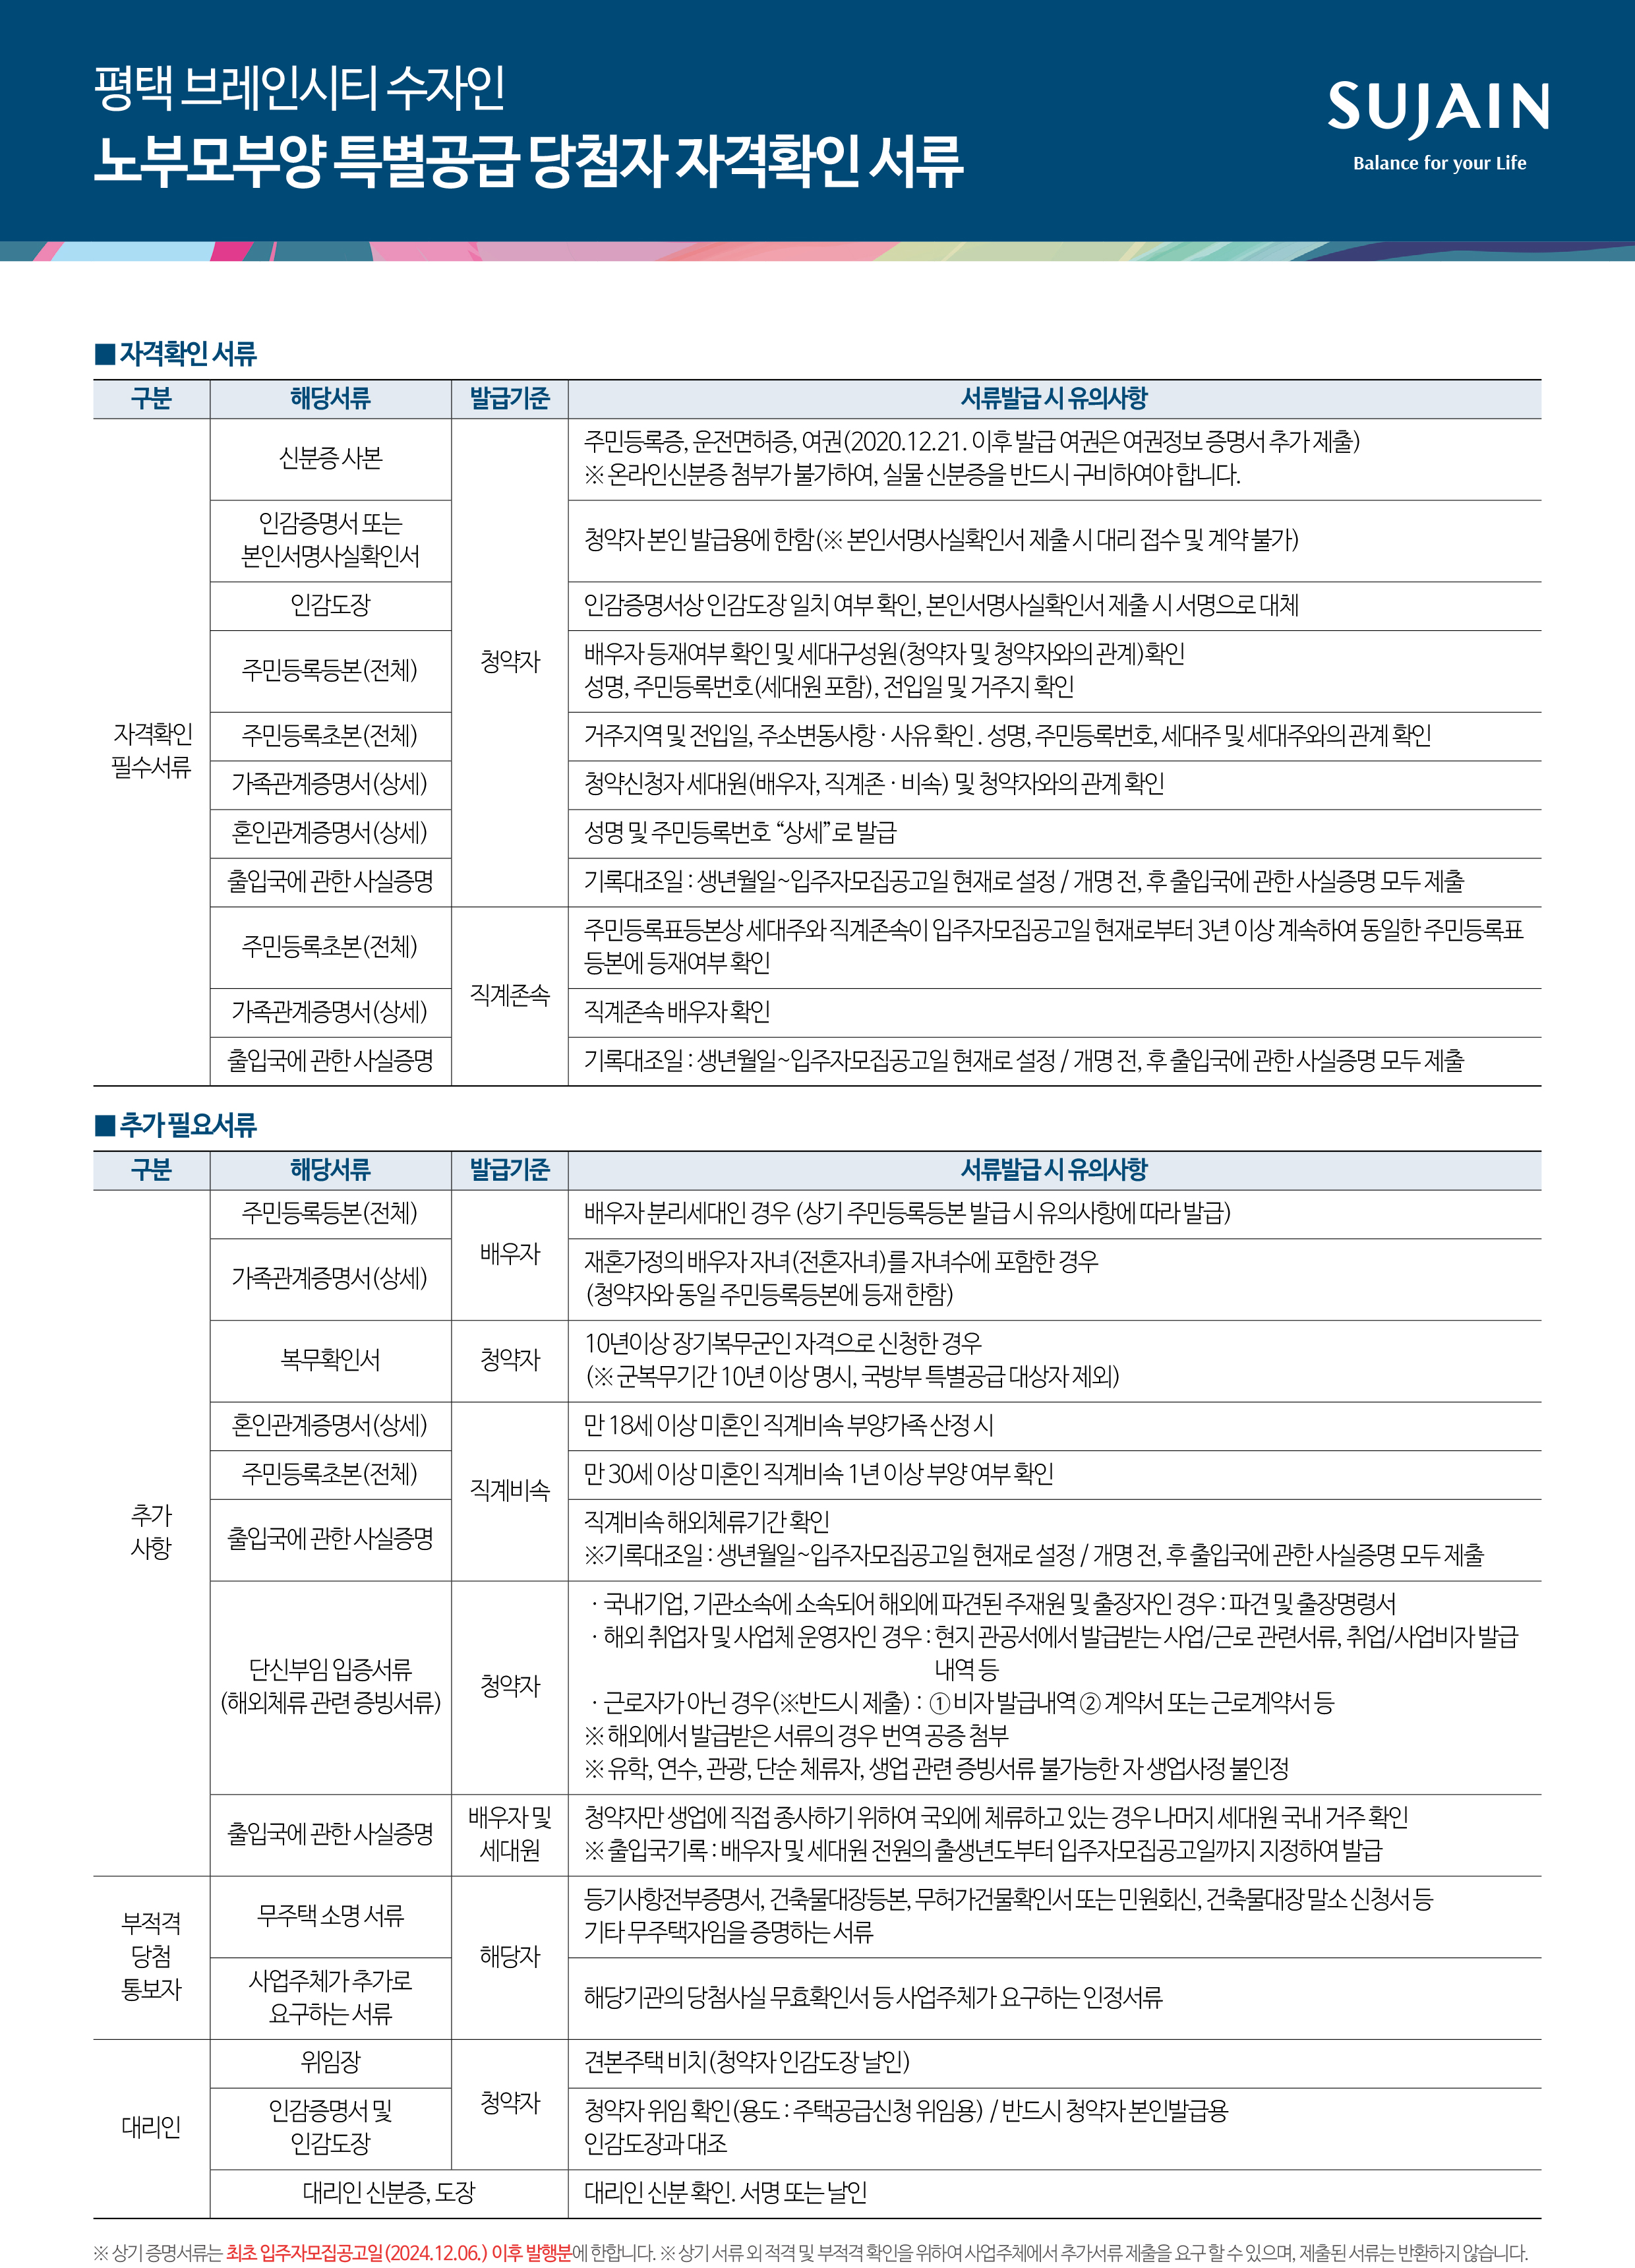 평택 브레인시티 수자인
노부모부양 특별공급 당첨자 자격확인 서류
SUJAIN
Balance for your Life
■ 자격확인 서류
구분 해당서류 발급기준 서류발급 시 유의사항
자격확인
필수서류
청약자
신분증 사본
주민등록증, 운전면허증, 여권(2020.12.21. 이후 발급 여권은 여권정보 증명서 추가 제출)
※ 온라인신분증 첨부가 불가하여, 실물 신분증을 반드시 구비하여야 합니다.
인감증명서 또는
본인서명사실확인서
청약자 본인 발급용에 한함(※ 본인서명사실확인서 제출 시 대리 접수 및 계약 불가)
인감도장
인감증명서상 인감도장 일치 여부 확인, 본인서명사실확인서 제출 시 서명으로 대체
주민등록등본(전체)
배우자 등재여부 확인 및 세대구성원(청약자 및 청약자와의 관계)확인
성명, 주민등록번호(세대원 포함), 전입일 및 거주지 확인
주민등록초본(전체)
거주지역 및 전입일, 주소변동사항 · 사유 확인. 성명, 주민등록번호, 세대주 및 세대주와의 관계 확인
가족관계증명서(상세)
청약신청자 세대원(배우자, 직계존 · 비속) 및 청약자와의 관계 확인
혼인관계증명서(상세)
성명 및 주민등록번호 “상세”로 발급
출입국에 관한 사실증명
기록대조일 : 생년월일~입주자모집공고일 현재로 설정 / 개명 전, 후 출입국에 관한 사실증명 모두 제출
직계존속
주민등록초본(전체)
주민등록표등본상 세대주와 직계존속이 입주자모집공고일 현재로부터 3년 이상 계속하여 동일한 주민등록표
등본에 등재여부 확인
가족관계증명서(상세)
직계존속 배우자 확인
출입국에 관한 사실증명
기록대조일 : 생년월일~입주자모집공고일 현재로 설정 / 개명 전, 후 출입국에 관한 사실증명 모두 제출
■ 추가 필요서류
구분 해당서류 발급기준 서류발급 시 유의사항
추가
사항
배우자
주민등록등본(전체)
배우자 분리세대인 경우 (상기 주민등록등본 발급 시 유의사항에 따라 발급)
가족관계증명서(상세)
재혼가정의 배우자 자녀(전혼자녀)를 자녀수에 포함한 경우
(청약자와 동일 주민등록등본에 등재 한함)
복무확인서
청약자
10년이상 장기복무군인 자격으로 신청한 경우
(※ 군복무기간 10년 이상 명시, 국방부 특별공급 대상자 제외)
직계비속
혼인관계증명서(상세)
만 18세 이상 미혼인 직계비속 부양가족 산정 시
주민등록초본(전체)
만 30세 이상 미혼인 직계비속 1년 이상 부양 여부 확인
출입국에 관한 사실증명
직계비속 해외체류기간 확인
※기록대조일 : 생년월일~입주자모집공고일 현재로 설정 / 개명 전, 후 출입국에 관한 사실증명 모두 제출
단신부임 입증서류
(해외체류 관련 증빙서류)
청약자
· 국내기업, 기관소속에 소속되어 해외에 파견된 주재원 및 출장자인 경우 : 파견 및 출장명령서
· 해외 취업자 및 사업체 운영자인 경우 : 현지 관공서에서 발급받는 사업/근로 관련서류, 취업/사업비자 발급
내역 등
· 근로자가 아닌 경우(※반드시 제출) : ① 비자 발급내역 ② 계약서 또는 근로계약서 등
※ 해외에서 발급받은 서류의 경우 번역 공증 첨부
※ 유학, 연수, 관광, 단순 체류자, 생업 관련 증빙서류 불가능한 자 생업사정 불인정
출입국에 관한 사실증명
배우자 및
세대원
청약자만 생업에 직접 종사하기 위하여 국외에 체류하고 있는 경우 나머지 세대원 국내 거주 확인
※ 출입국기록 : 배우자 및 세대원 전원의 출생년도부터 입주자모집공고일까지 지정하여 발급
부적격
당첨
통보자
해당자
무주택 소명 서류
등기사항전부증명서, 건축물대장등본, 무허가건물확인서 또는 민원회신, 건축물대장 말소 신청서 등
기타 무주택자임을 증명하는 서류
사업주체가 추가로
요구하는 서류
해당기관의 당첨사실 무효확인서 등 사업주체가 요구하는 인정서류
대리인
청약자
위임장
견본주택 비치(청약자 인감도장 날인)
인감증명서 및
인감도장
청약자 위임 확인(용도 : 주택공급신청 위임용) / 반드시 청약자 본인발급용
인감도장과 대조
대리인 신분증, 도장
대리인 신분 확인. 서명 또는 날인
※ 상기 증명서류는 최초 입주자모집공고일(2024.12.06.) 이후 발행분에 한합니다. ※ 상기 서류 외 적격 및 부적격 확인을 위하여 사업주체에서 추가서류 제출을 요구 할 수 있으며, 제출된 서류는 반환하지 않습니다.